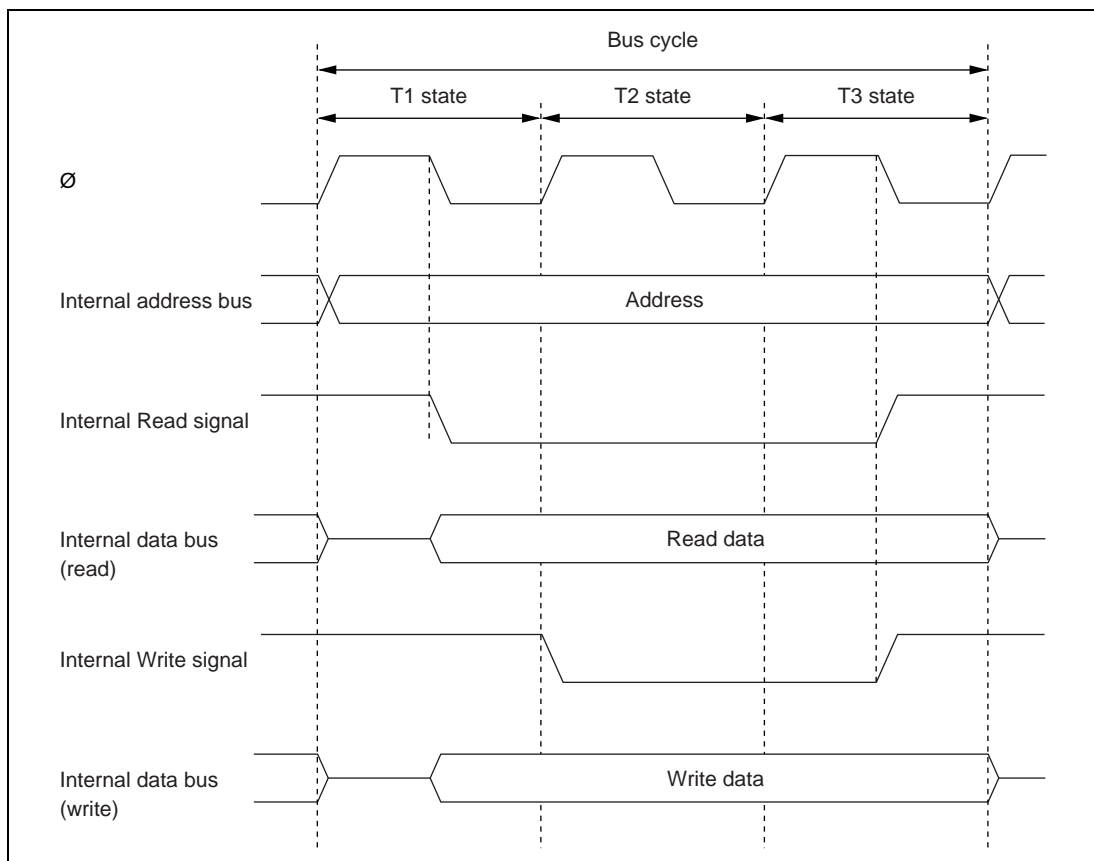 Bus cycle
T1 state
T2 state
T3 state
Ø
Internal address bus
Address
Internal Read signal
Internal data bus
(read)
Read data
Internal Write signal
Internal data bus
(write)
Write data